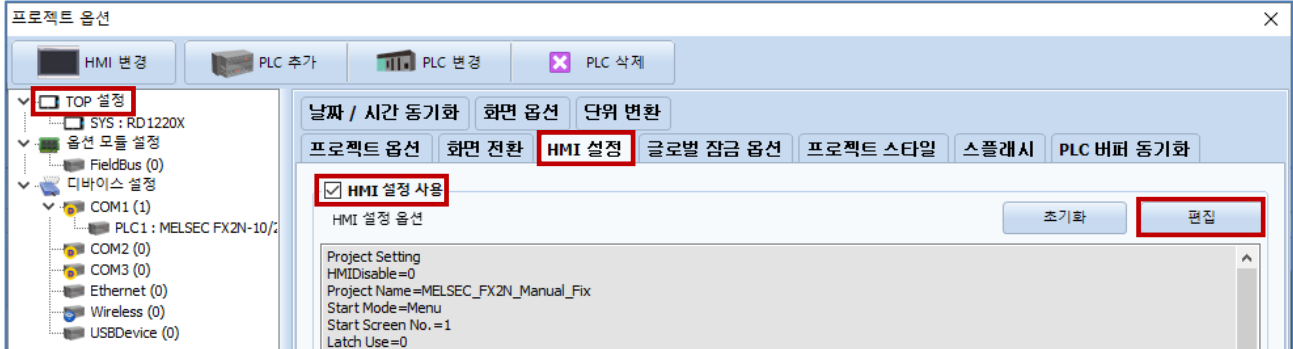 프로젝트 옵션
HMI 변경 PLC 추가 PLC 변경 PLC 삭제
TOP 설정
SYS : RD1220X
옵션 모듈 설정
FieldBus (0)
디바이스 설정
COM1 (1)
PLC1 : MELSEC FX2N-10/2
COM2 (0)
COM3 (0)
Ethernet (0)
Wireless (0)
USBDevice (0)
날짜 / 시간 동기화 화면 옵션 단위 변환
프로젝트 옵션 화면 전환 HMI 설정 글로벌 잠금 옵션 프로젝트 스타일 스플래시 PLC 버퍼 동기화
HMI 설정 사용
HMI 설정 옵션 초기화 편집
Project Setting
HMIDisable=0
Project Name=MELSEC_FX2N_Manual_Fix
Start Mode=Menu
Start Screen No.=1
Latch Use=0